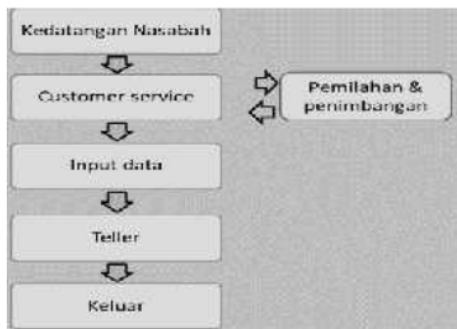 Kedatangan Nasabah
Customer service
Pemilahan &
penimbangan
Input data
Teller
Keluar